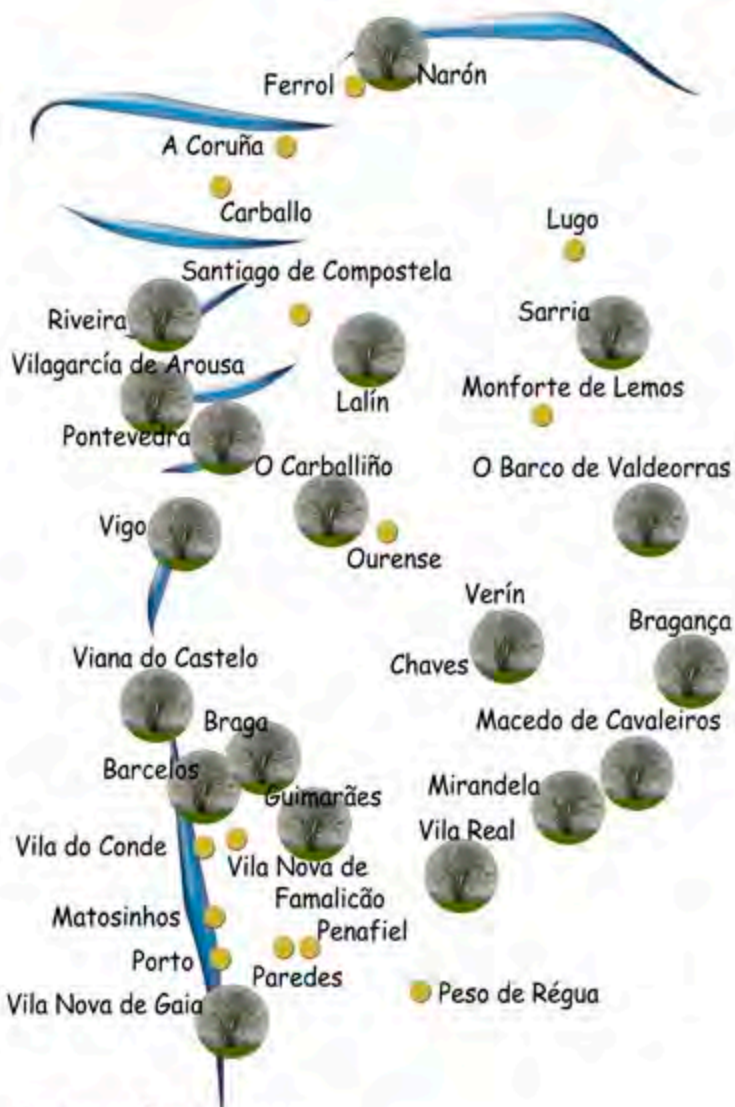 Ferrol
Narón
A Coruña
Carballo
Lugo
Santiago de Compostela
Riveira
Sarria
Vilagarcía de Arousa
Lalín
Monforte de Lemos
Pontevedra
O Carballiño
O Barco de Valdeorras
Vigo
Ourense
Verín
Bragança
Viana do Castelo
Chaves
Braga
Macedo de Cavaleiros
Barcelos
Mirandela
Guimarães
Vila Real
Vila do Conde
Vila Nova de
Famalicão
Matosinhos
Penafiel
Porto
Paredes
Vila Nova de Gaia
Peso de Régua